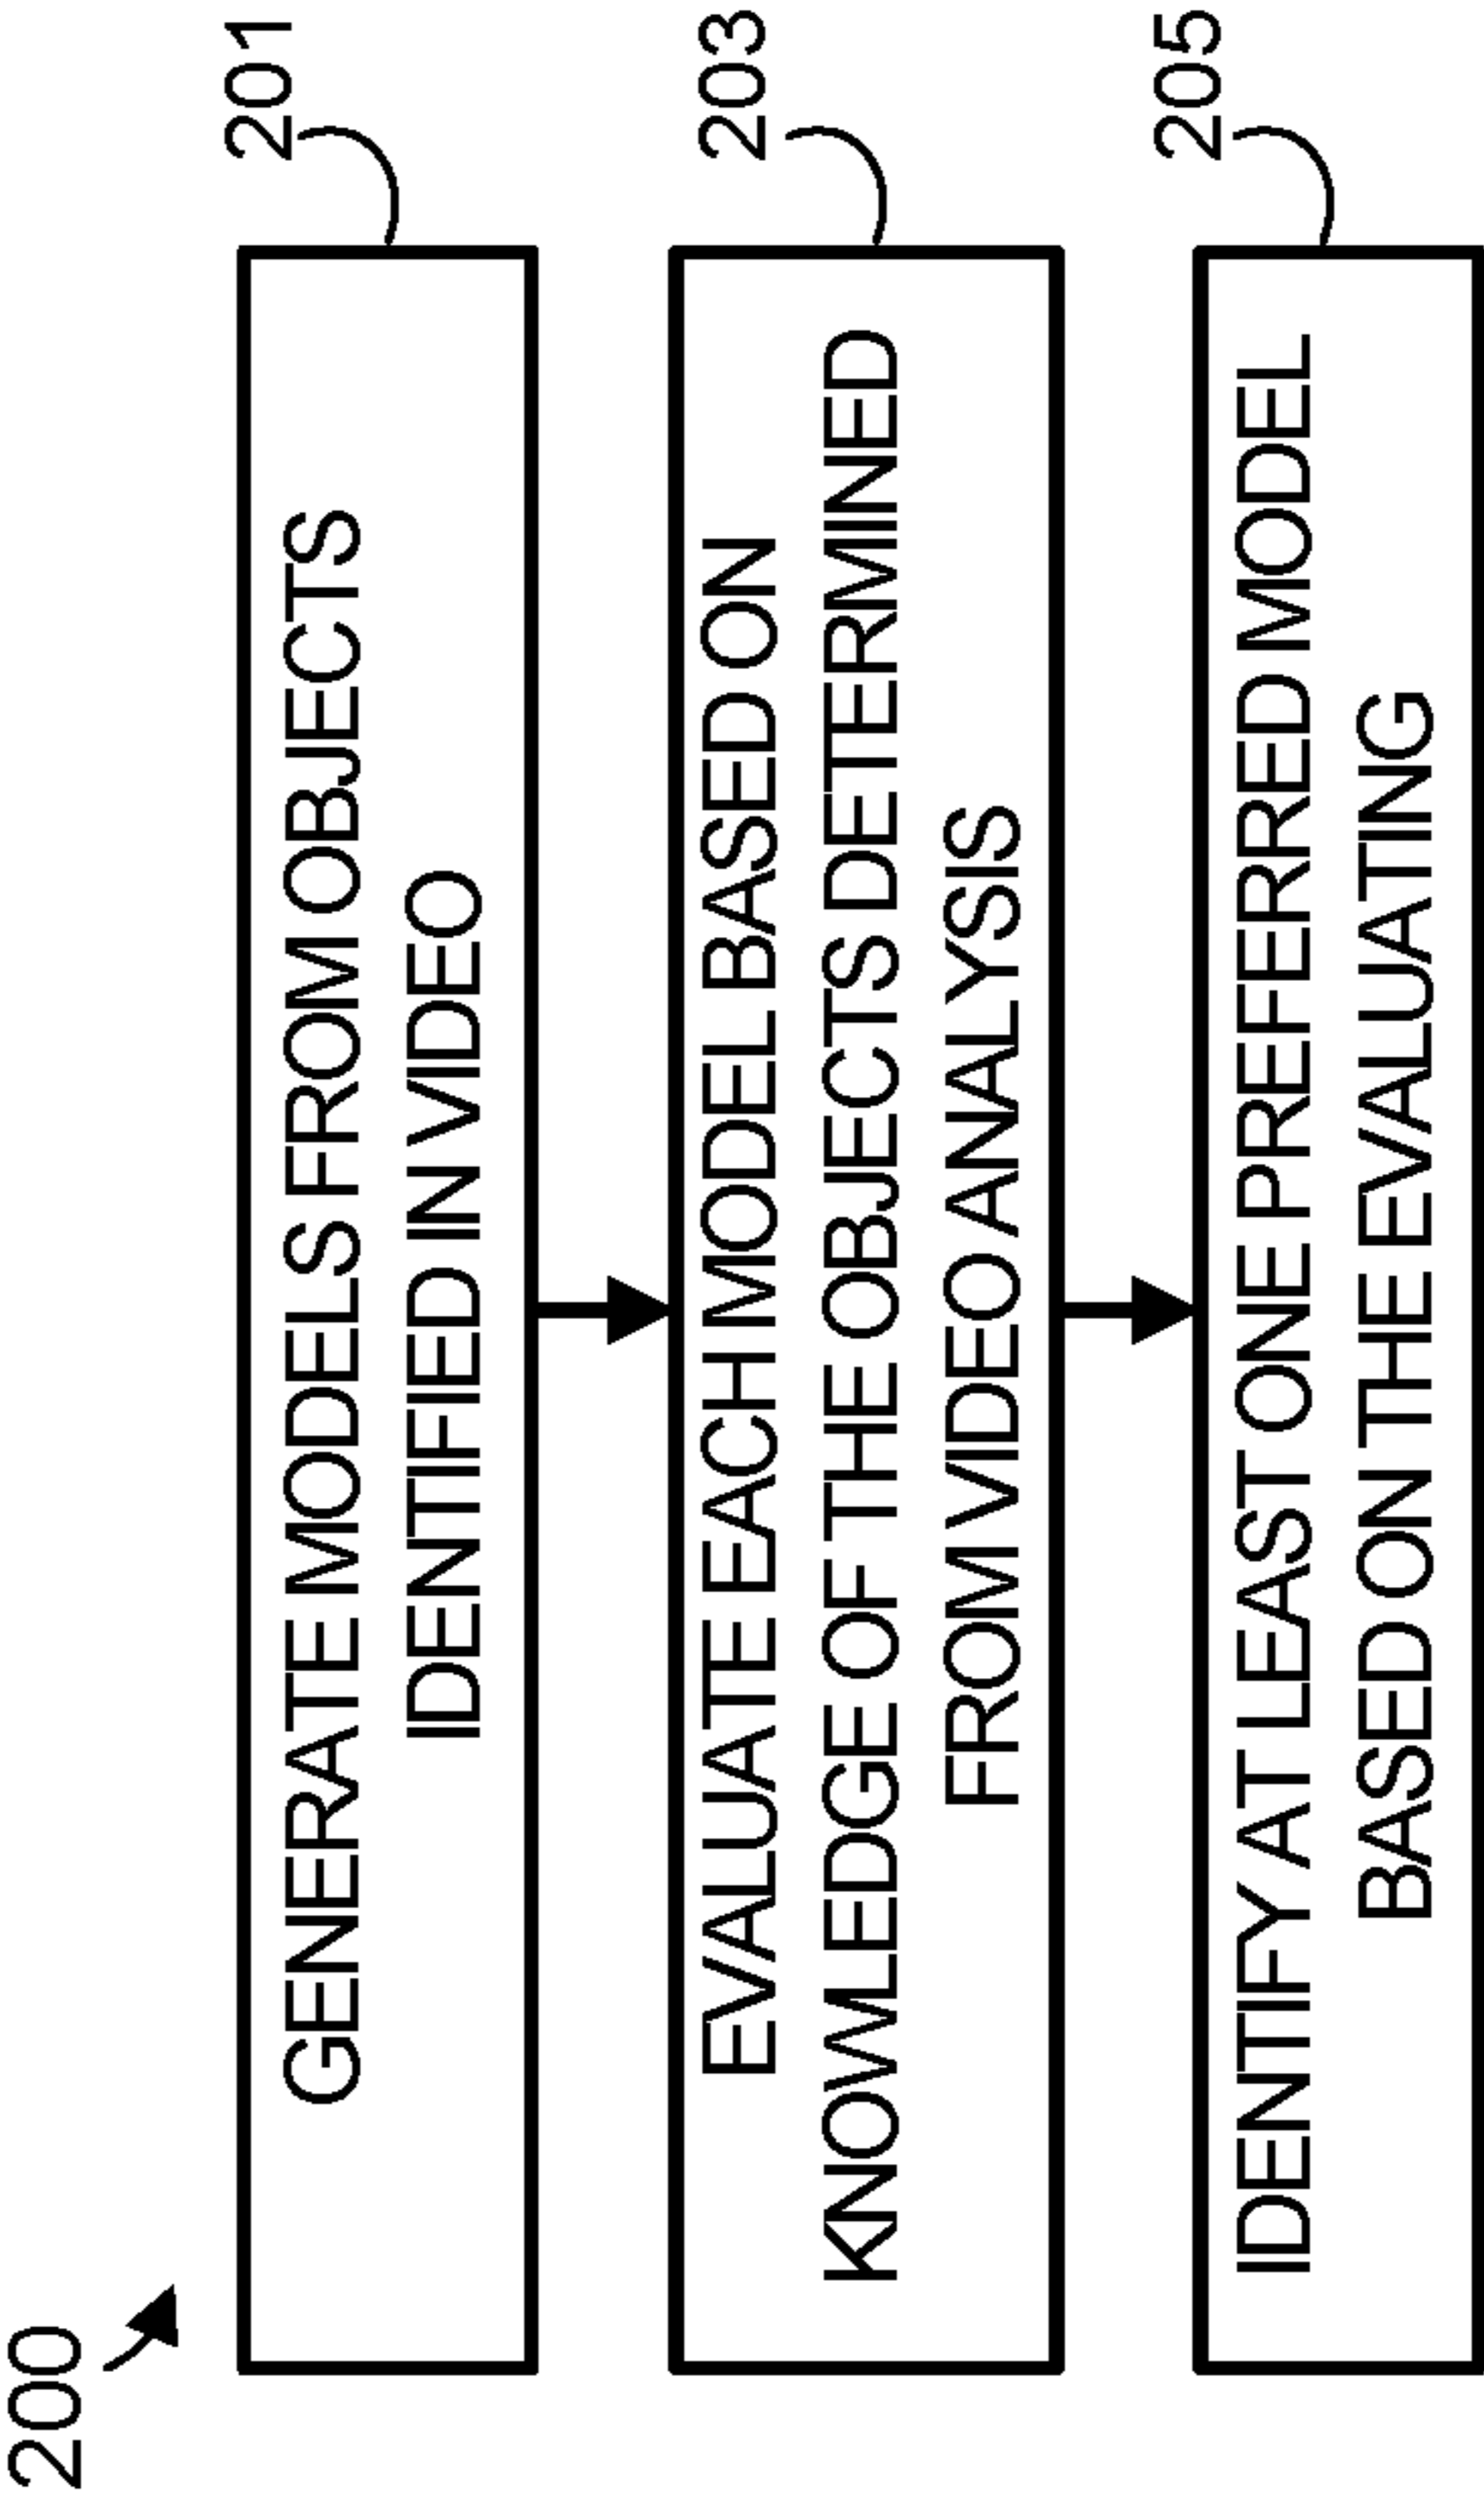 200
GENERATE MODELS FROM OBJECTS
IDENTIFIED IN VIDEO
201
EVALUATE EACH MODEL BASED ON
KNOWLEDGE OF THE OBJECTS DETERMINED
FROM VIDEO ANALYSIS
203
IDENTIFY AT LEAST ONE PREFERRED MODEL
BASED ON THE EVALUATING
205